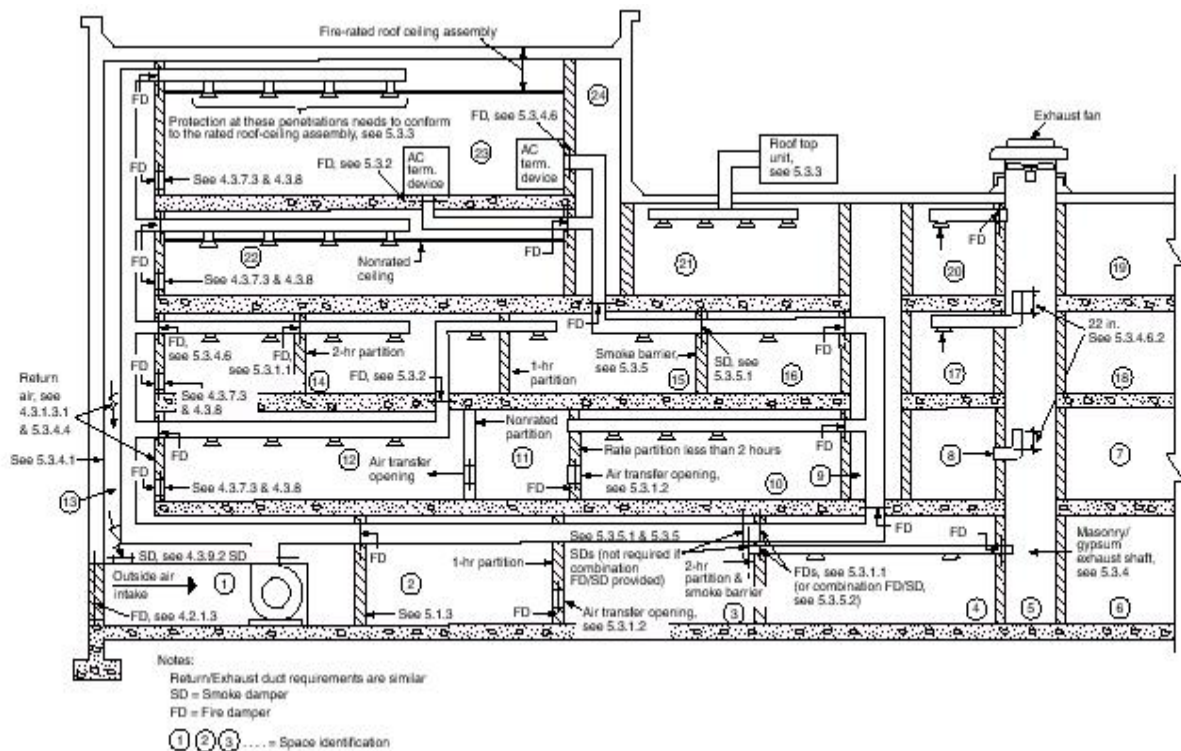 Fire-rated roof ceiling assembly
FD
Protection at these penetrations needs to conform
to the rated roof-ceiling assembly, see 5.3.3
FD, see 5.3.4.6
24
23
Exhaust fan
Roof top
unit,
see 5.3.3
FD, see 5.3.2
AC
term.
device
AC
term.
device
FD
See 4.3.7.3 & 4.3.8
FD
22
Nonrated
ceiling
FD
See 4.3.7.3 & 4.3.8
21
FD
20
19
FD
FD,
see 5.3.4.6
FD,
see 5.3.1.1
2-hr partition
14
FD, see 5.3.2
1-hr
partition
Smoke barrier,
see 5.3.5
15
SD, see
5.3.5.1
16
FD
17
22 in.
See 5.3.4.6.2
18
FD
See 4.3.7.3
& 4.3.8
Return
air, see
4.3.1.3.1
& 5.3.4.4
See 5.3.4.1
13
FD
FD
See 4.3.7.3 & 4.3.8
12
Air transfer
opening
Nonrated
partition
11
FD
Rate partition less than 2 hours
Air transfer opening,
see 5.3.1.2
10
FD
9
8
7
FD
SD, see 4.3.9.2 SD
Outside air
intake
1
FD, see 4.2.1.3
FD
2
See 5.1.3
1-hr partition
FD
Air transfer opening,
see 5.3.1.2
See 5.3.5.1 & 5.3.5
SDs (not required if
combination
FD/SD provided)
2-hr
partition &
smoke barrier
3
FDs, see 5.3.1.1
(or combination FD/SD,
see 5.3.5.2)
FD
4
5
Masonry/
gypsum
exhaust shaft,
see 5.3.4
6
Notes:
Return/Exhaust duct requirements are similar
SD = Smoke damper
FD = Fire damper
1 2 3 . . . . = Space identification